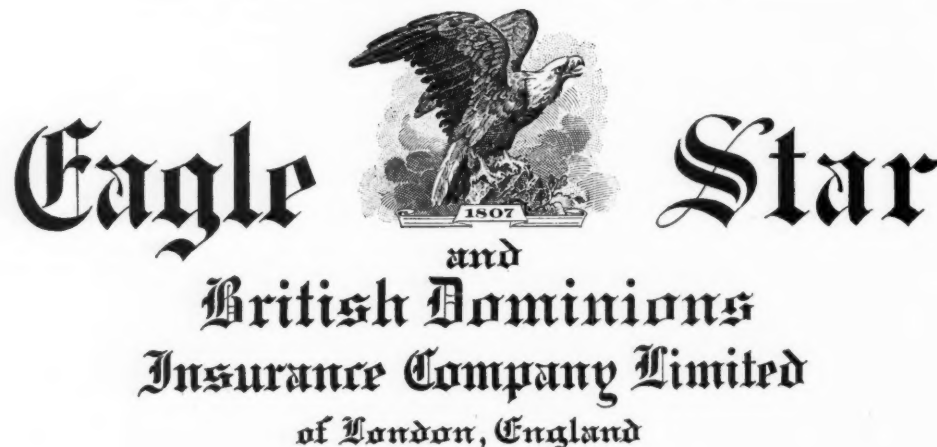 Eagle Star
1807
and
British Dominions
Insurance Company Limited
of London, England